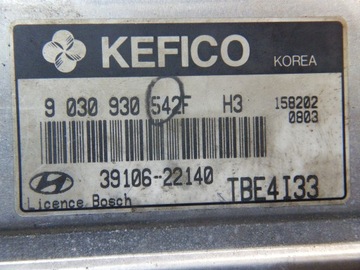 KEFICO KOREA
9 030 930 542F H3 158202
0803
39106-22140 TBE4I33
Licence Bosch